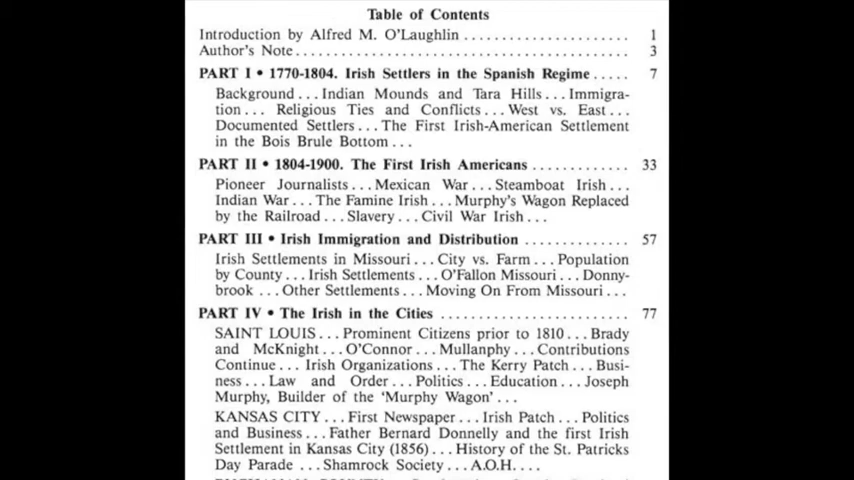 Table of Contents
Introduction by Alfred M. O'Laughlin ........................... 1
Author's Note........................................ 3
PART I • 1770-1804. Irish Settlers in the Spanish Regime ..... 7
Background ... Indian Mounds and Tara Hills ... Immigra-
tion ... Religious Ties and Conflicts ... West vs. East ...
Documented Settlers ... The First Irish-American Settlement
in the Bois Brule Bottom ...
PART II • 1804-1900. The First Irish Americans ............. 33
Pioneer Journalists ... Mexican War ... Steamboat Irish ...
Indian War ... The Famine Irish ... Murphy's Wagon Replaced
by the Railroad ... Slavery ... Civil War Irish ...
PART III • Irish Immigration and Distribution .............. 57
Irish Settlements in Missouri ... City vs. Farm ... Population
by County ... Irish Settlements ... O'Fallon Missouri ... Donny-
brook ... Other Settlements ... Moving On From Missouri ...
PART IV • The Irish in the Cities ......................... 77
SAINT LOUIS ... Prominent Citizens prior to 1810 ... Brady
and McKnight ... O'Connor ... Mullanphy ... Contributions
Continue ... Irish Organizations ... The Kerry Patch ... Busi-
ness ... Law and Order ... Politics ... Education ... Joseph
Murphy, Builder of the 'Murphy Wagon' ...
KANSAS CITY ... First Newspaper ... Irish Patch ... Politics
and Business ... Father Bernard Donnelly and the first Irish
Settlement in Kansas City (1856) ... History of the St. Patricks
Day Parade ... Shamrock Society ... A.O.H. ...